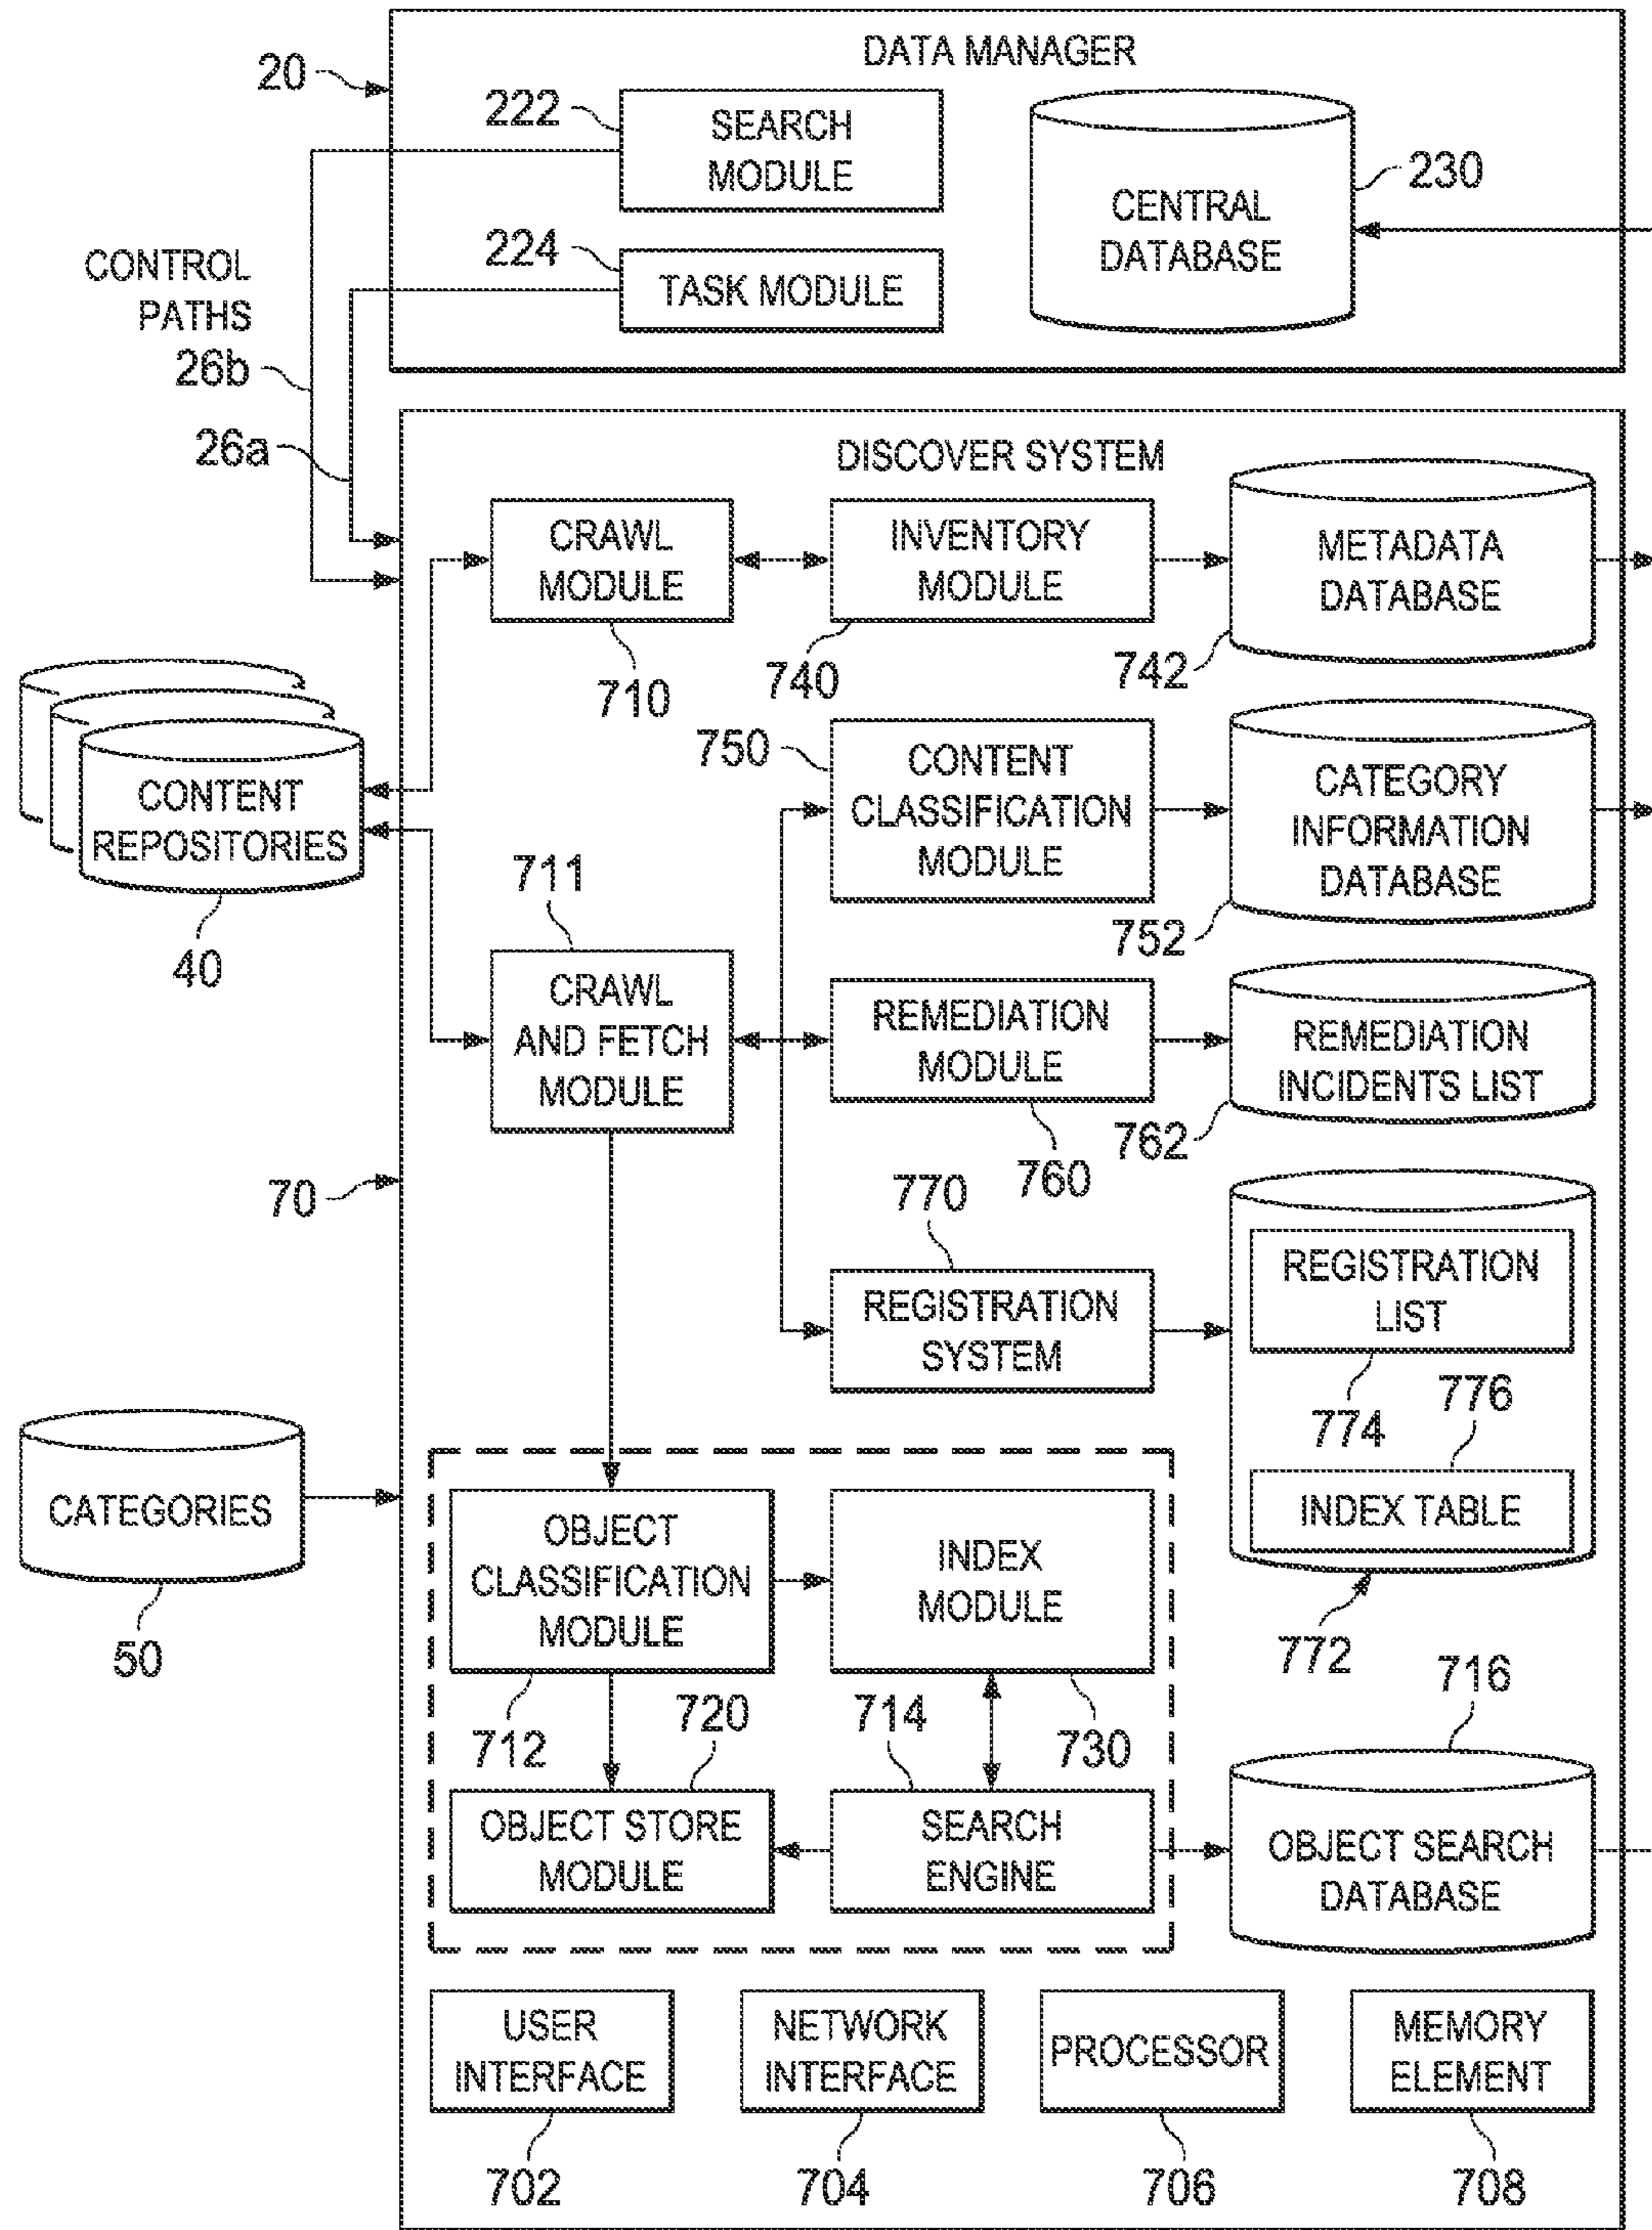 DATA MANAGER
20
222
SEARCH
MODULE
230
CENTRAL
DATABASE
224
TASK MODULE
CONTROL
PATHS
26b
26a
DISCOVER SYSTEM
CRAWL
MODULE
710
INVENTORY
MODULE
740
METADATA
DATABASE
742
CONTENT
REPOSITORIES
40
750
CONTENT
CLASSIFICATION
MODULE
CATEGORY
INFORMATION
DATABASE
752
711
CRAWL
AND FETCH
MODULE
REMEDIATION
MODULE
760
REMEDIATION
INCIDENTS LIST
762
70
770
REGISTRATION
SYSTEM
REGISTRATION
LIST
774
776
INDEX TABLE
772
CATEGORIES
50
OBJECT
CLASSIFICATION
MODULE
712
INDEX
MODULE
730
720
OBJECT STORE
MODULE
714
SEARCH
ENGINE
716
OBJECT SEARCH
DATABASE
USER
INTERFACE
702
NETWORK
INTERFACE
704
PROCESSOR
706
MEMORY
ELEMENT
708